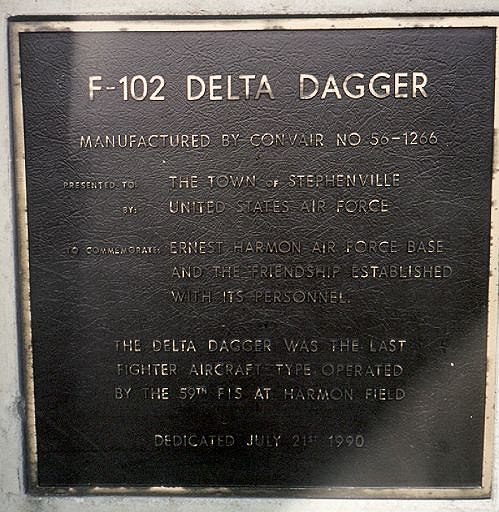 F-102 DELTA DAGGER
MANUFACTURED BY CONVAIR NO 56-1266
PRESENTED TO: THE TOWN OF STEPHENVILLE
BY: UNITED STATES AIR FORCE
TO COMMEMORATE: ERNEST HARMON AIR FORCE BASE
AND THE FRIENDSHIP ESTABLISHED
WITH ITS PERSONNEL.
THE DELTA DAGGER WAS THE LAST
FIGHTER AIRCRAFT TYPE OPERATED
BY THE 59TH FIS AT HARMON FIELD
DEDICATED JULY 21ST 1990